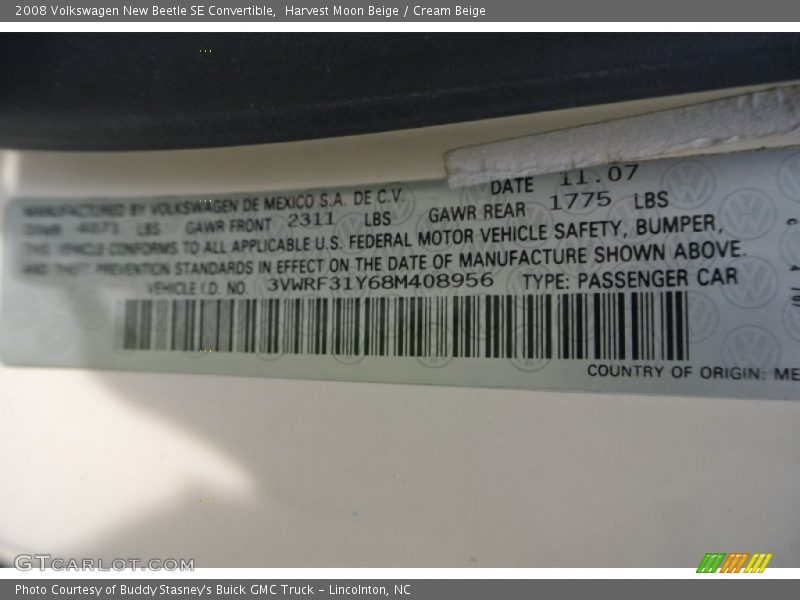 2008 Volkswagen New Beetle SE Convertible, Harvest Moon Beige / Cream Beige
MANUFACTURED BY VOLKSWAGEN DE MEXICO S.A. DE C.V. DATE 11.07
GVWR 4071 LBS GAWR FRONT 2311 LBS GAWR REAR 1775 LBS
THIS VEHICLE CONFORMS TO ALL APPLICABLE U.S. FEDERAL MOTOR VEHICLE SAFETY, BUMPER,
AND THEFT PREVENTION STANDARDS IN EFFECT ON THE DATE OF MANUFACTURE SHOWN ABOVE.
VEHICLE I.D. NO. 3VWRF31Y68M408956 TYPE: PASSENGER CAR
COUNTRY OF ORIGIN: ME
GTCarLot.com
Photo Courtesy of Buddy Stasney's Buick GMC Truck - Lincolnton, NC